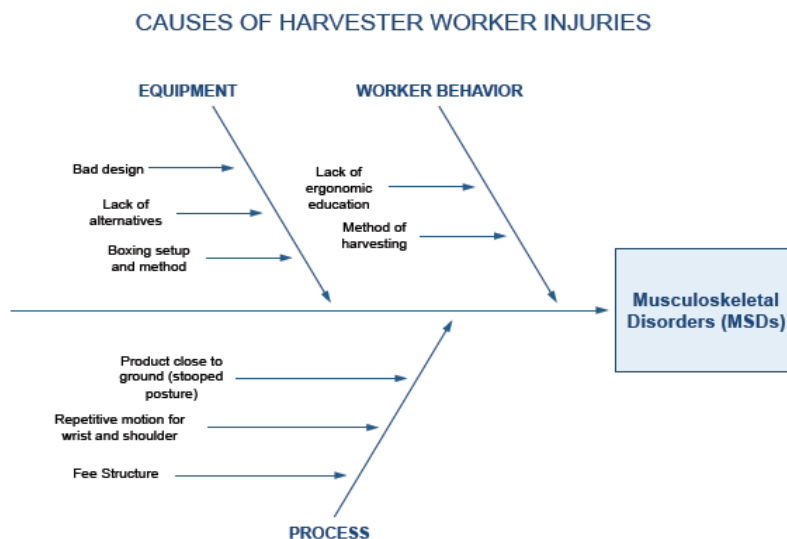 CAUSES OF HARVESTER WORKER INJURIES
EQUIPMENT
WORKER BEHAVIOR
Bad design
Lack of
alternatives
Boxing setup
and method
Lack of
ergonomic
education
Method of
harvesting
Musculoskeletal
Disorders (MSDs)
Product close to
ground (stooped
posture)
Repetitive motion for
wrist and shoulder
Fee Structure
PROCESS